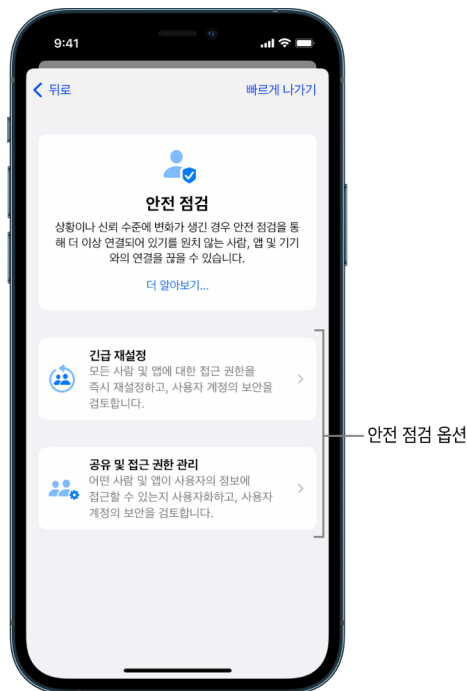 9:41
뒤로
빠르게 나가기
안전 점검
상황이나 신뢰 수준에 변화가 생긴 경우 안전 점검을 통
해 더 이상 연결되어 있기를 원치 않는 사람, 앱 및 기기
와의 연결을 끊을 수 있습니다.
더 알아보기...
긴급 재설정
모든 사람 및 앱에 대한 접근 권한을
즉시 재설정하고, 사용자 계정의 보안을
검토합니다.
안전 점검 옵션
공유 및 접근 권한 관리
어떤 사람 및 앱이 사용자의 정보에
접근할 수 있는지 사용자화하고, 사용자
계정의 보안을 검토합니다.